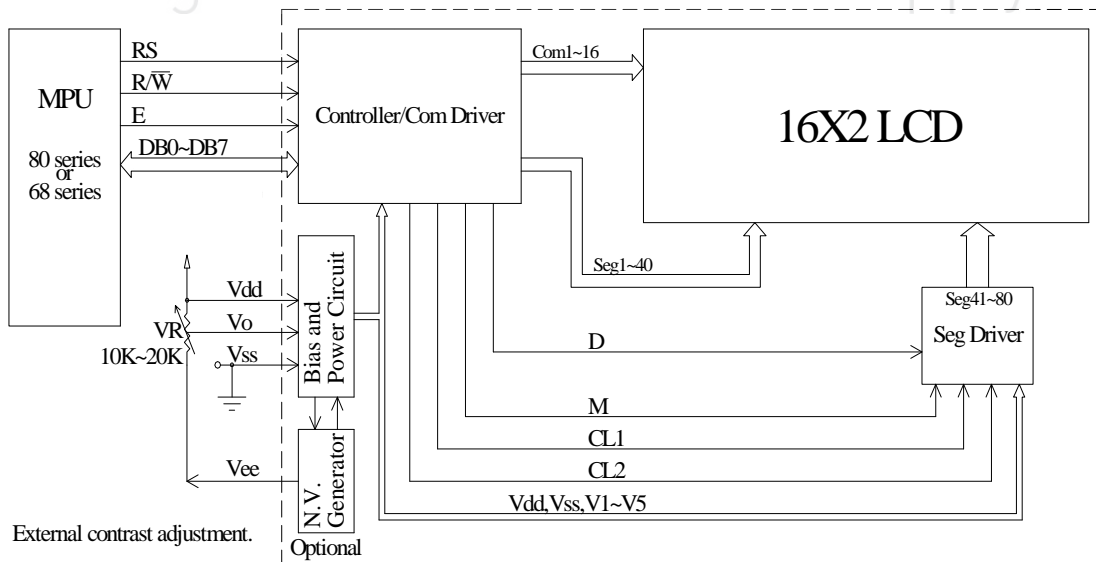 RS
R/W̅
E
DB0~DB7
MPU
80 series
or
68 series
Controller/Com Driver
Com1~16
16X2 LCD
Seg1~40
Seg41~80
Seg Driver
Vdd
Vo
VR
10K~20K
Vss
Bias and
Power Circuit
D
M
CL1
CL2
Vdd,Vss,V1~V5
Vee
N.V.
Generator
Optional
External contrast adjustment.